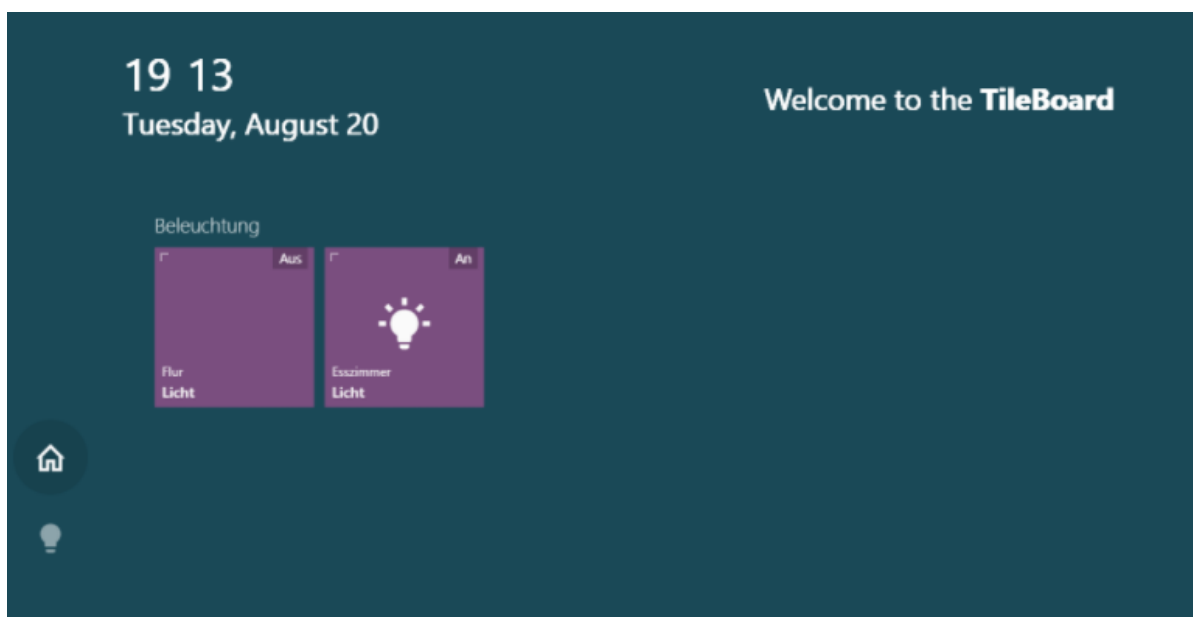 19 13
Tuesday, August 20
Welcome to the TileBoard
Beleuchtung
Aus
Flur
Licht
An
Esszimmer
Licht